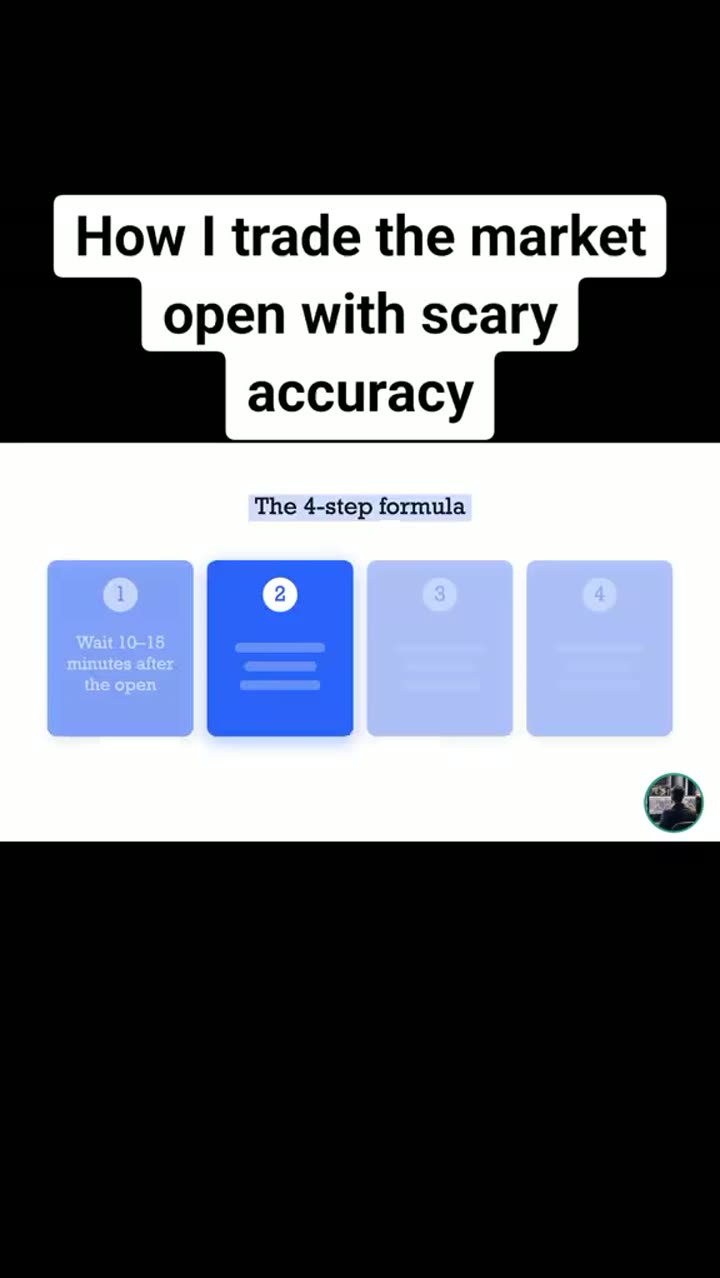 How I trade the market
open with scary
accuracy
The 4-step formula
1
2
3
4
Wait 10–15
minutes after
the open